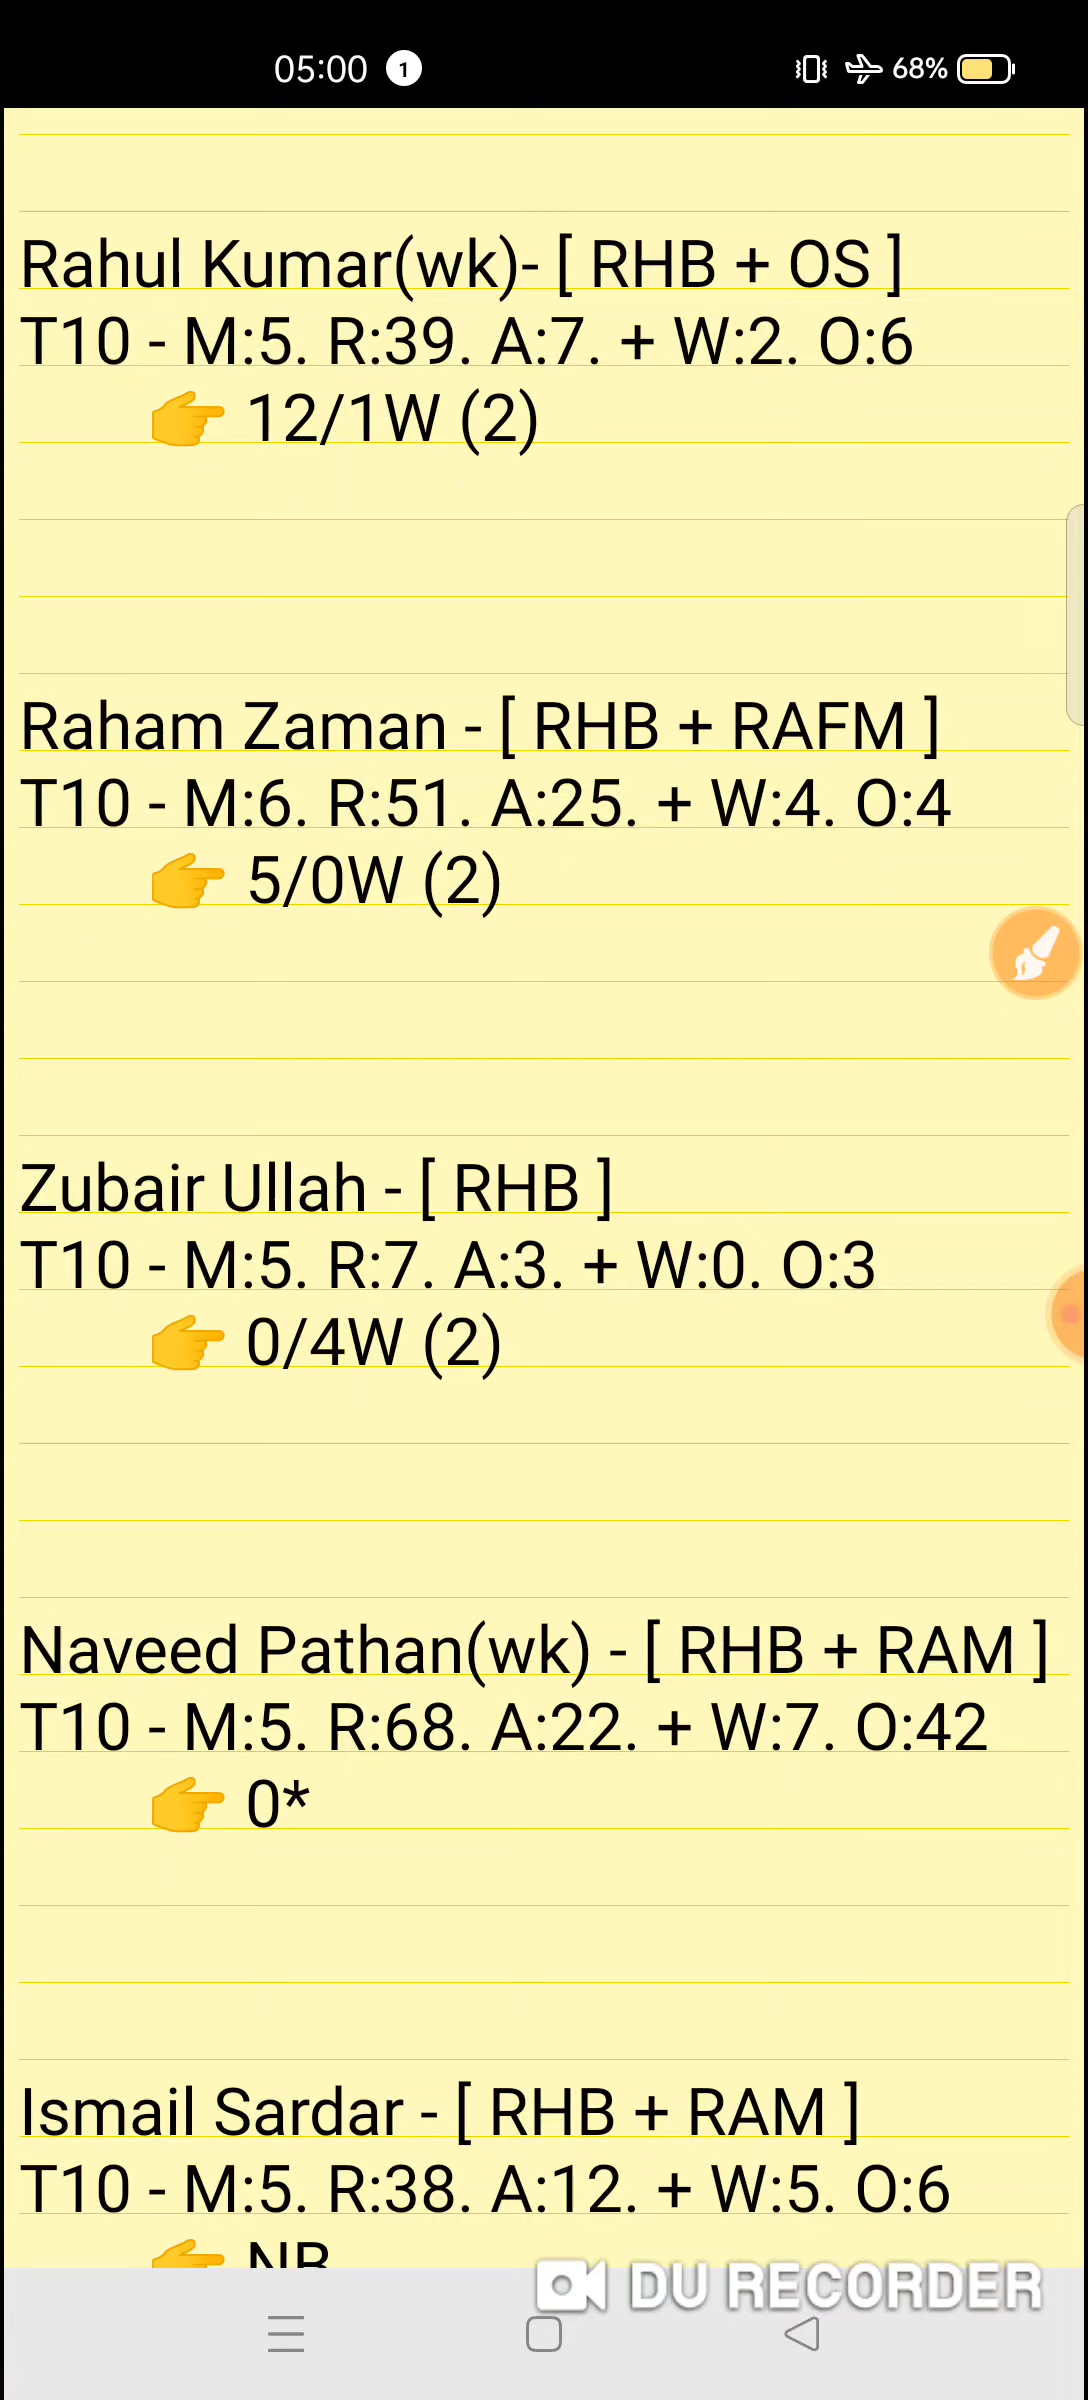 05:00 1 68%
Rahul Kumar(wk)- [ RHB + OS ]
T10 - M:5. R:39. A:7. + W:2. O:6
👉 12/1W (2)
Raham Zaman - [ RHB + RAFM ]
T10 - M:6. R:51. A:25. + W:4. O:4
👉 5/0W (2)
Zubair Ullah - [ RHB ]
T10 - M:5. R:7. A:3. + W:0. O:3
👉 0/4W (2)
Naveed Pathan(wk) - [ RHB + RAM ]
T10 - M:5. R:68. A:22. + W:7. O:42
👉 0*
Ismail Sardar - [ RHB + RAM ]
T10 - M:5. R:38. A:12. + W:5. O:6
👉 NB
DU RECORDER